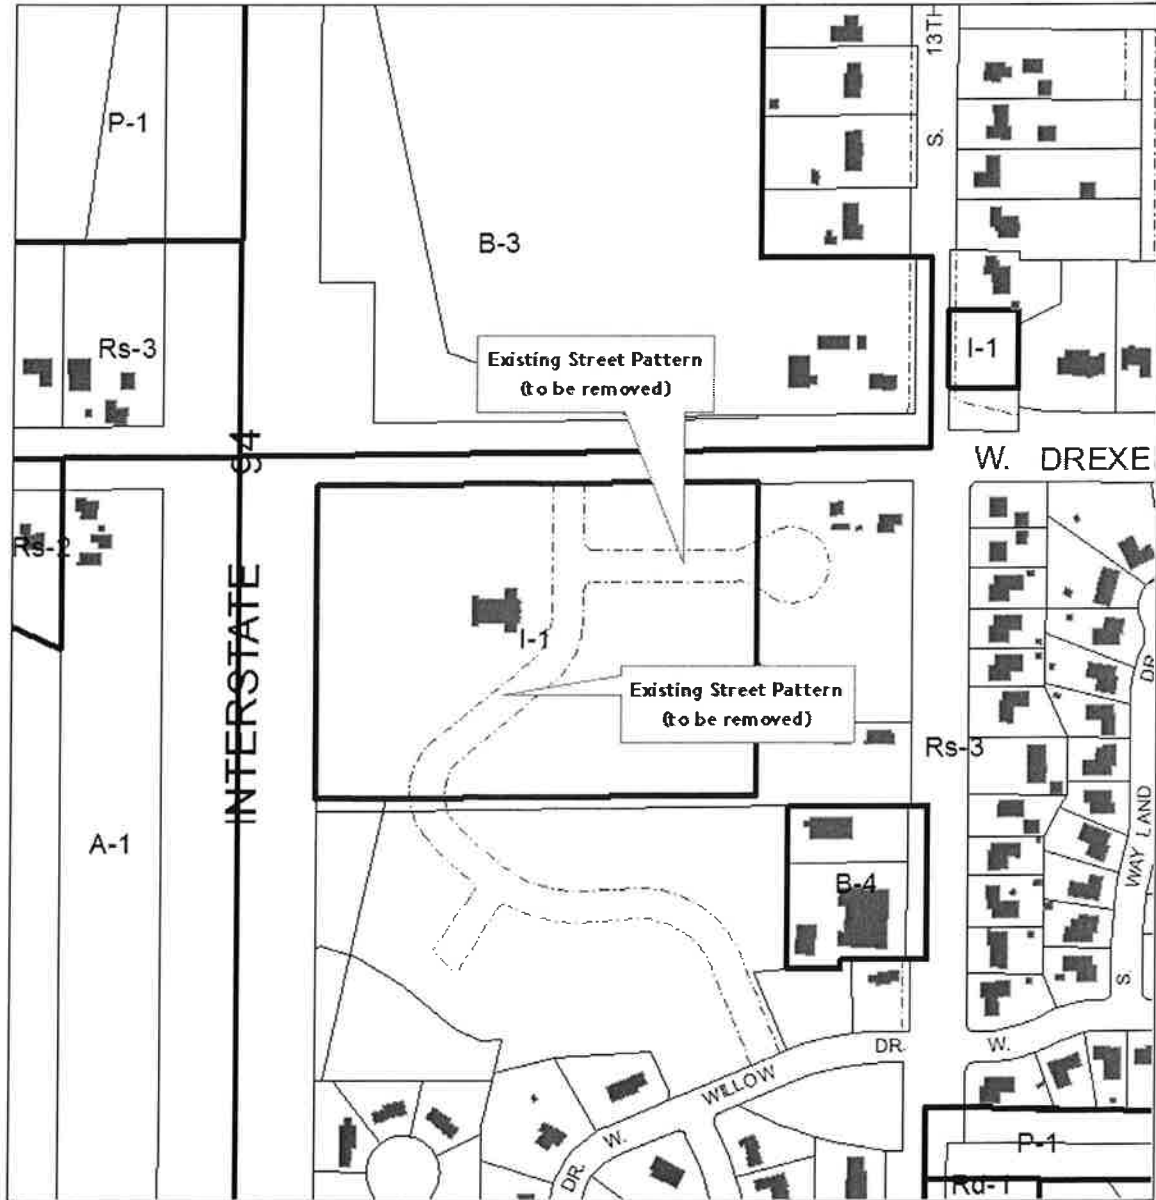 13TH
S.
P-1
B-3
Rs-3
I-1
Existing Street Pattern
(to be removed)
94
INTERSTATE
W. DREXE
Rs-2
I-1
Existing Street Pattern
(to be removed)
Rs-3
DR
WAY LAND
S.
A-1
B-4
DR.
W.
WILLOW
W.
DR.
P-1
Rd-1